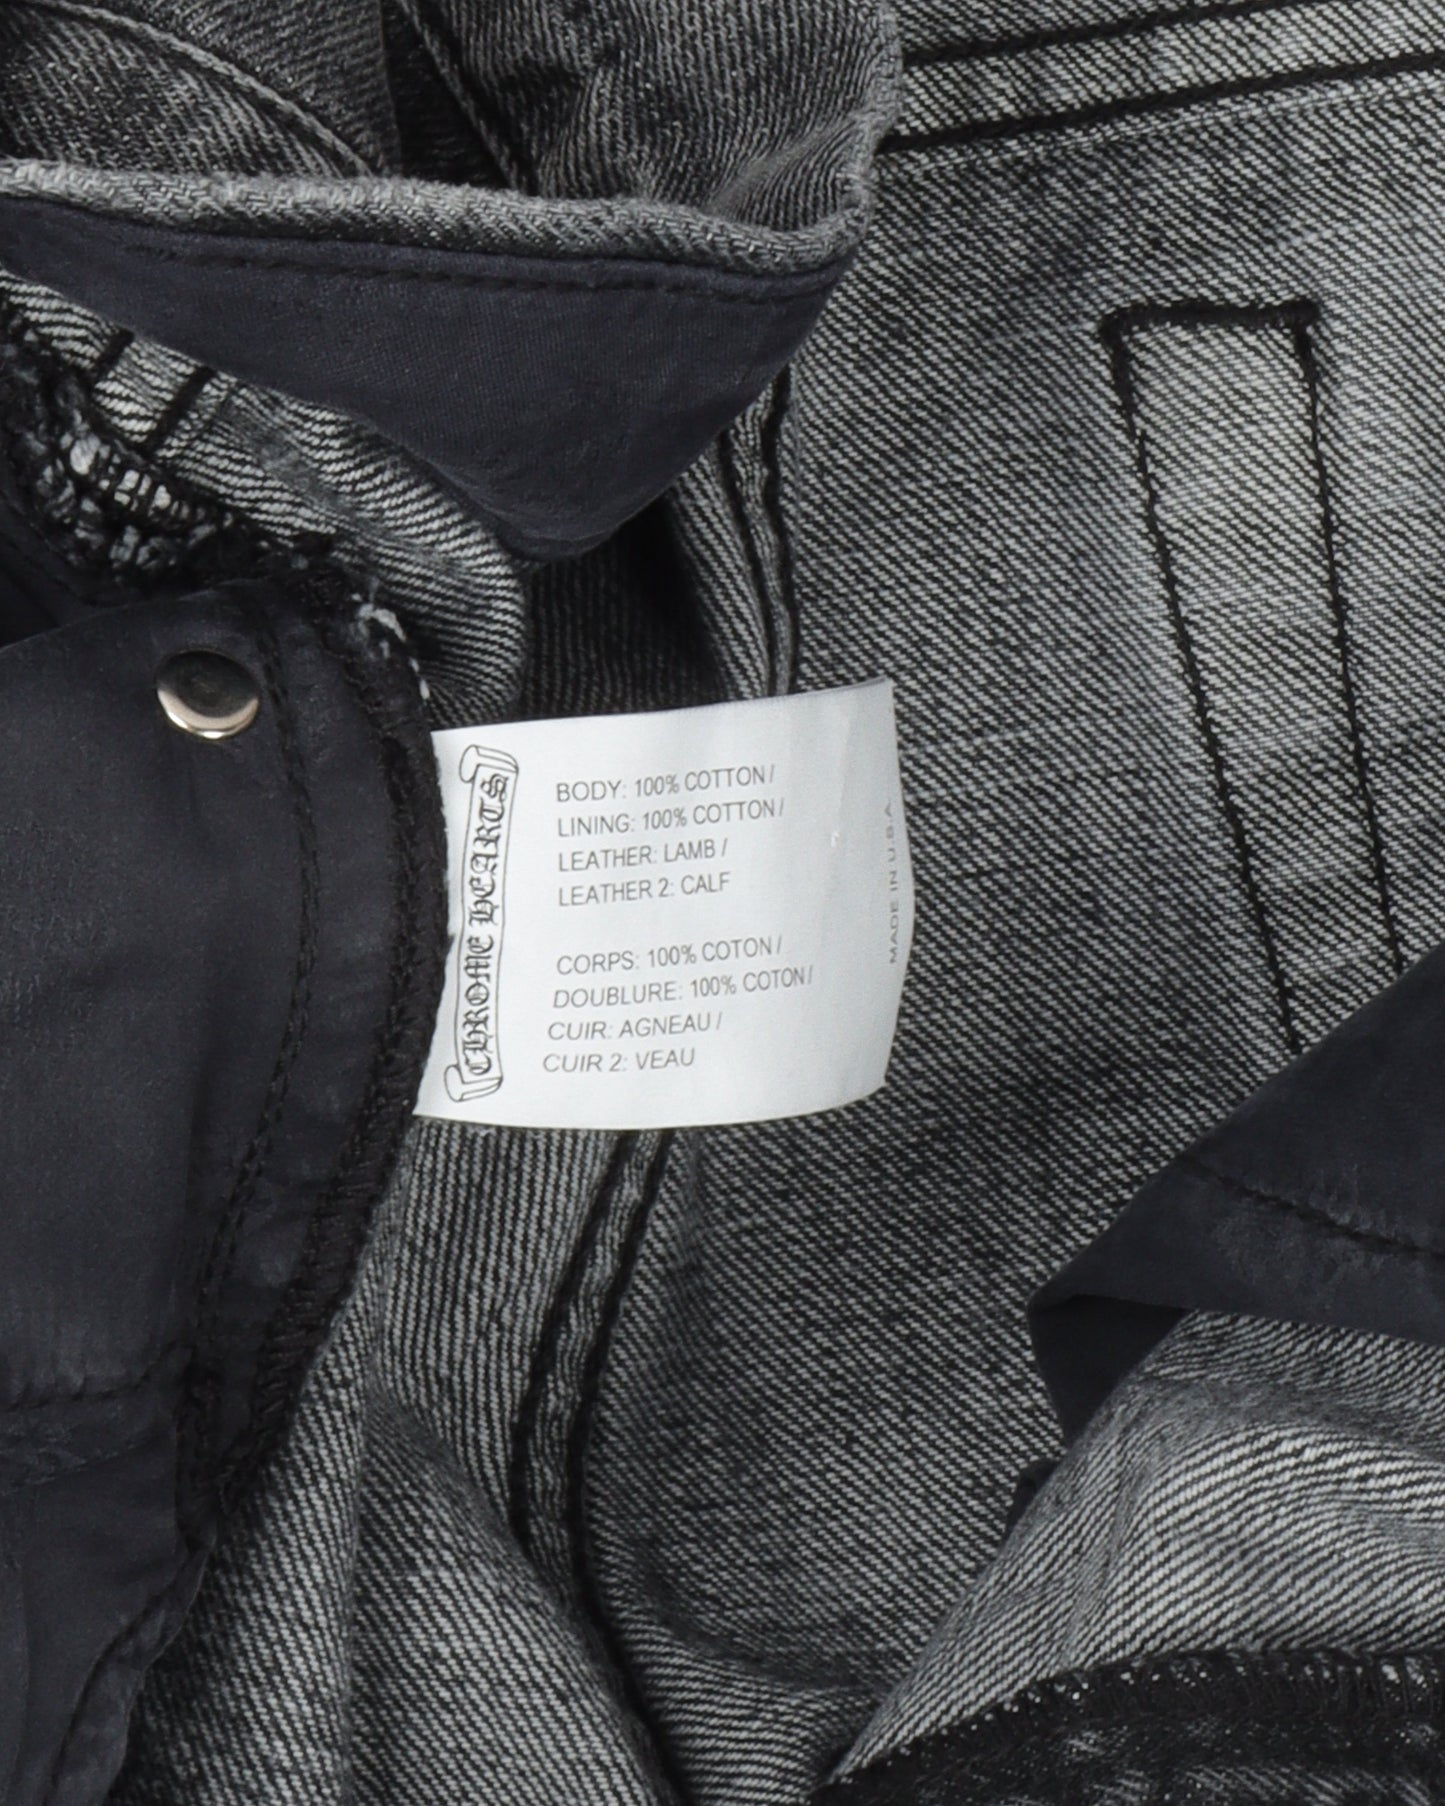 CHROME HEARTS
BODY: 100% COTTON /
LINING: 100% COTTON /
LEATHER: LAMB /
LEATHER 2: CALF
CORPS: 100% COTON /
DOUBLURE: 100% COTON /
CUIR: AGNEAU /
CUIR 2: VEAU
MADE IN U.S.A.